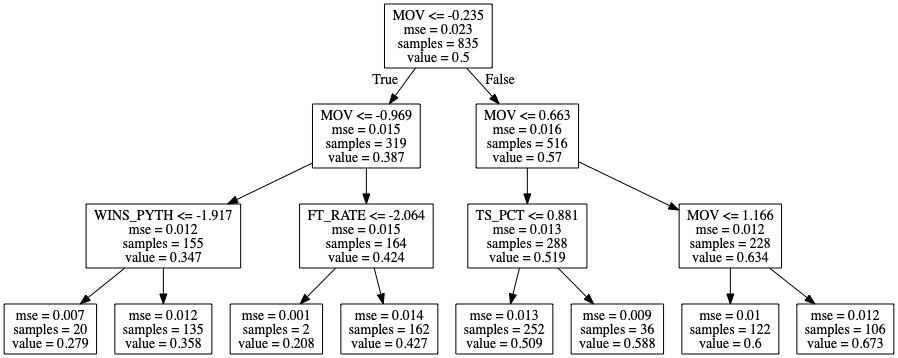 MOV <= -0.235
mse = 0.023
samples = 835
value = 0.5
True
False
MOV <= -0.969
mse = 0.015
samples = 319
value = 0.387
MOV <= 0.663
mse = 0.016
samples = 516
value = 0.57
WINS_PYTH <= -1.917
mse = 0.012
samples = 155
value = 0.347
FT_RATE <= -2.064
mse = 0.015
samples = 164
value = 0.424
TS_PCT <= 0.881
mse = 0.013
samples = 288
value = 0.519
MOV <= 1.166
mse = 0.012
samples = 228
value = 0.634
mse = 0.007
samples = 20
value = 0.279
mse = 0.012
samples = 135
value = 0.358
mse = 0.001
samples = 2
value = 0.208
mse = 0.014
samples = 162
value = 0.427
mse = 0.013
samples = 252
value = 0.509
mse = 0.009
samples = 36
value = 0.588
mse = 0.01
samples = 122
value = 0.6
mse = 0.012
samples = 106
value = 0.673